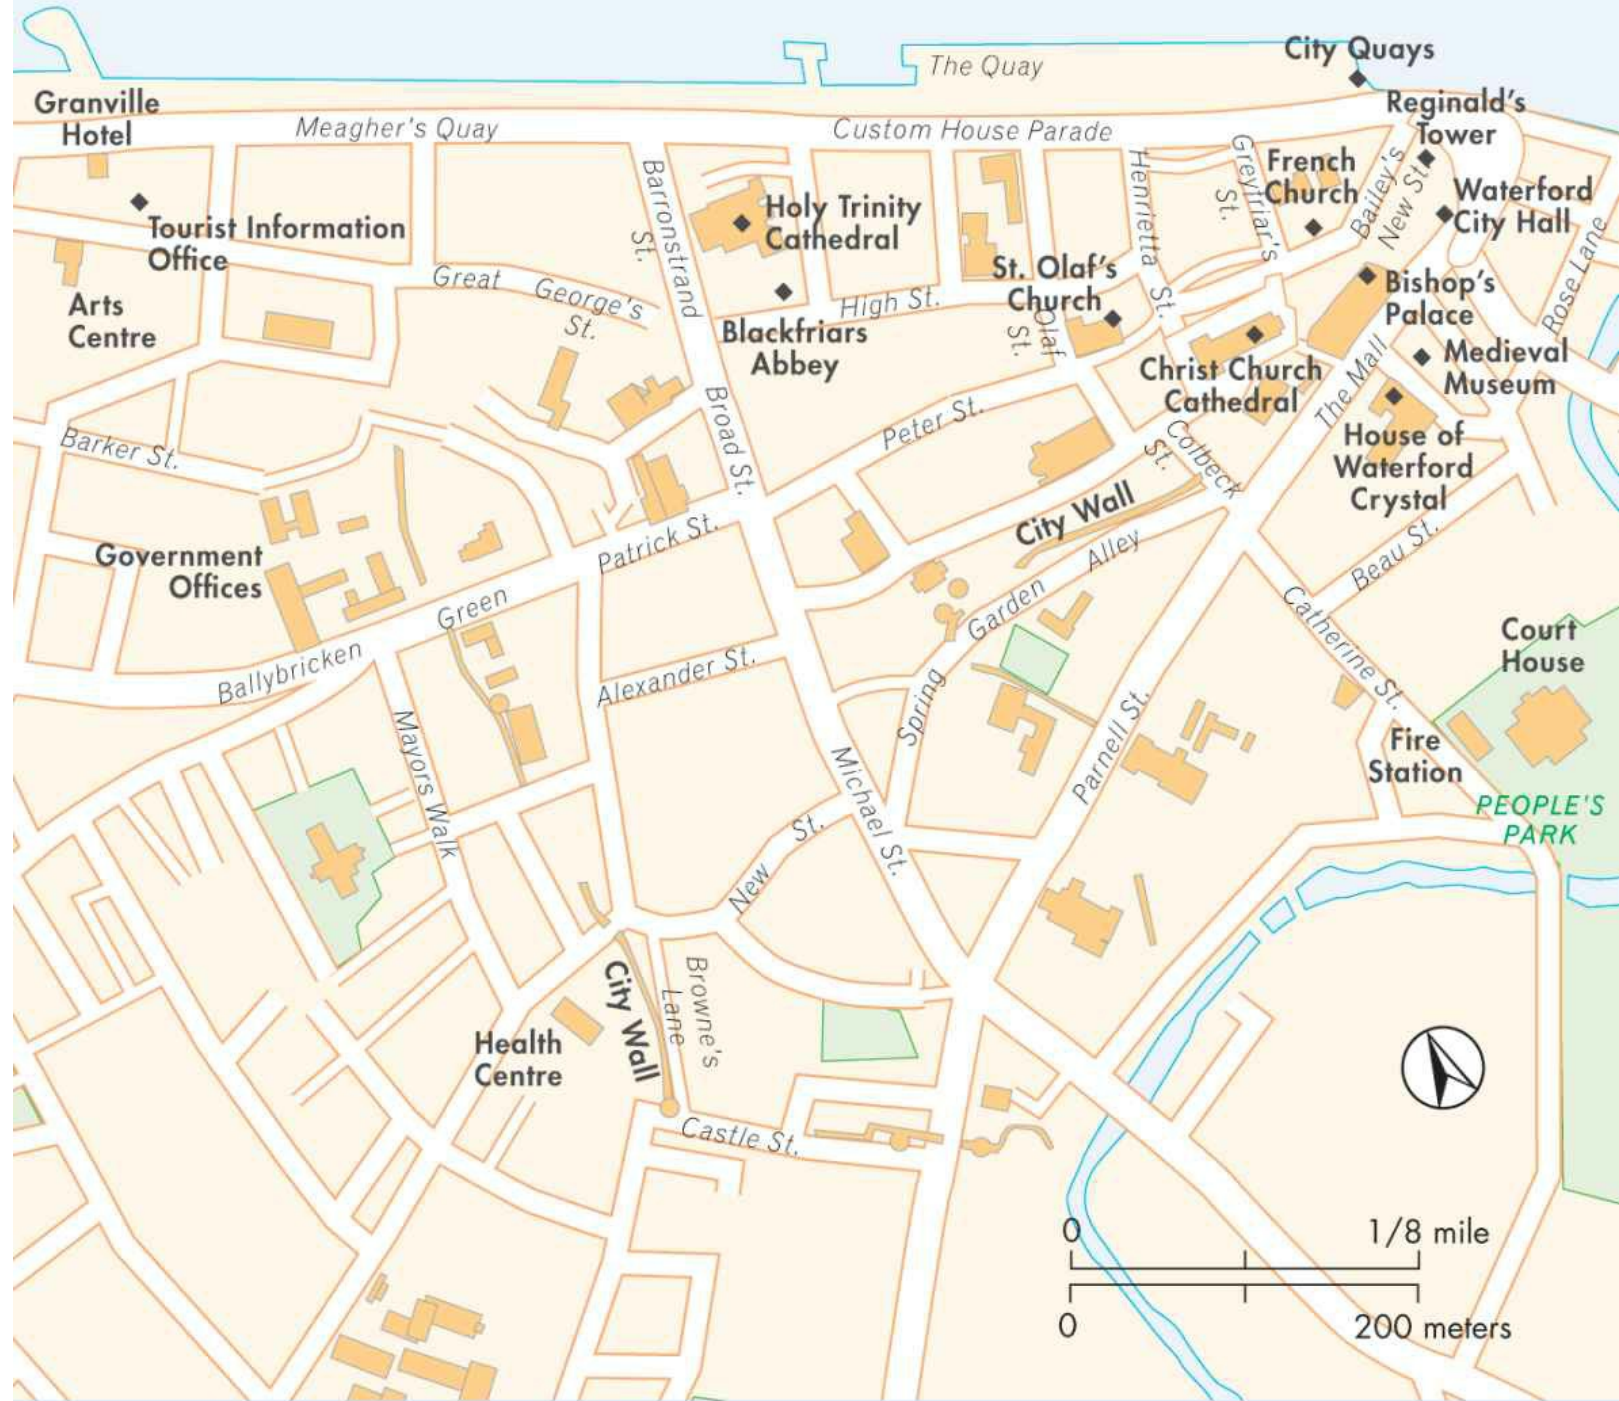 The Quay
City Quays
Granville
Hotel
Meagher's Quay
Custom House Parade
Reginald's
Tower
Barronstrand
St.
Henrietta
St.
Greyfriar's
St.
French
Church
Bailey's
New St.
Waterford
City Hall
Tourist Information
Office
Holy Trinity
Cathedral
Rose Lane
Arts
Centre
Great George's
St.
Blackfriars
Abbey
High St.
St. Olaf's
Church
Olaf
St.
Bishop's
Palace
Christ Church
Cathedral
The Mall
Medieval
Museum
Barker St.
Broad St.
Peter St.
Colbeck
St.
House of
Waterford
Crystal
City Wall
Government
Offices
Patrick St.
Spring Garden Alley
Beau St.
Ballybricken Green
Catherine St.
Court
House
Alexander St.
Mayors Walk
Michael St.
Parnell St.
Fire
Station
PEOPLE'S
PARK
New St.
City Wall
Browne's
Lane
Health
Centre
Castle St.
0 1/8 mile
0 200 meters